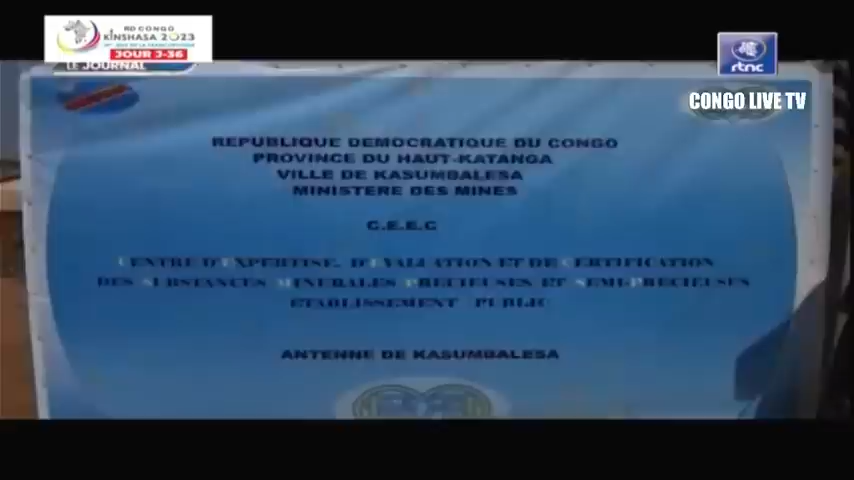 RD CONGO
KINSHASA 2023
JOUR J-36
LE JOURNAL
rtnc
CONGO LIVE TV
REPUBLIQUE DEMOCRATIQUE DU CONGO
PROVINCE DU HAUT-KATANGA
VILLE DE KASUMBALESA
MINISTERE DES MINES
C.E.E.C
CENTRE D'EXPERTISE, D'EVALUATION ET DE CERTIFICATION
DES SUBSTANCES MINERALES PRECIEUSES ET SEMI-PRECIEUSES
ETABLISSEMENT PUBLIC
ANTENNE DE KASUMBALESA